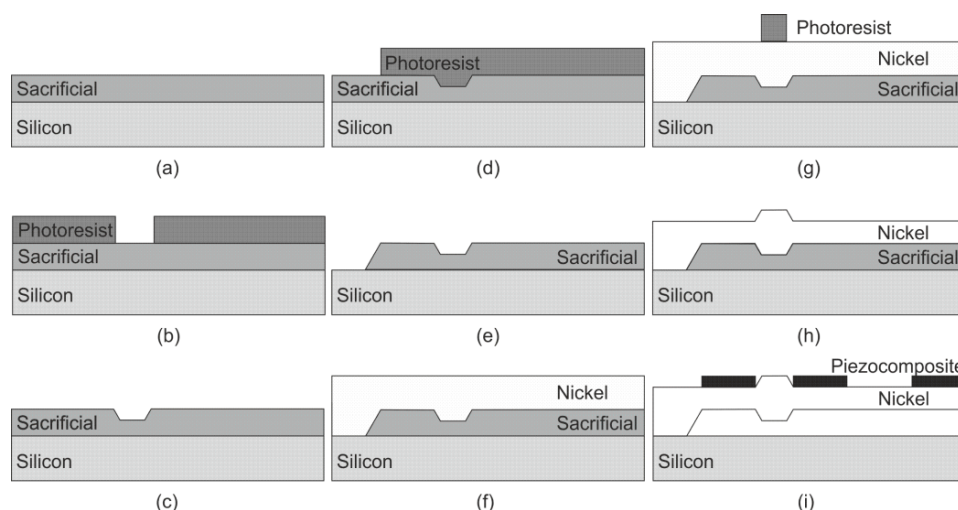 Sacrificial
Silicon
(a)
Photoresist
Sacrificial
Silicon
(b)
Sacrificial
Silicon
(c)
Photoresist
Sacrificial
Silicon
(d)
Sacrificial
Silicon
(e)
Nickel
Sacrificial
Silicon
(f)
Photoresist
Nickel
Sacrificial
Silicon
(g)
Nickel
Sacrificial
Silicon
(h)
Piezocomposite
Nickel
Silicon
(i)